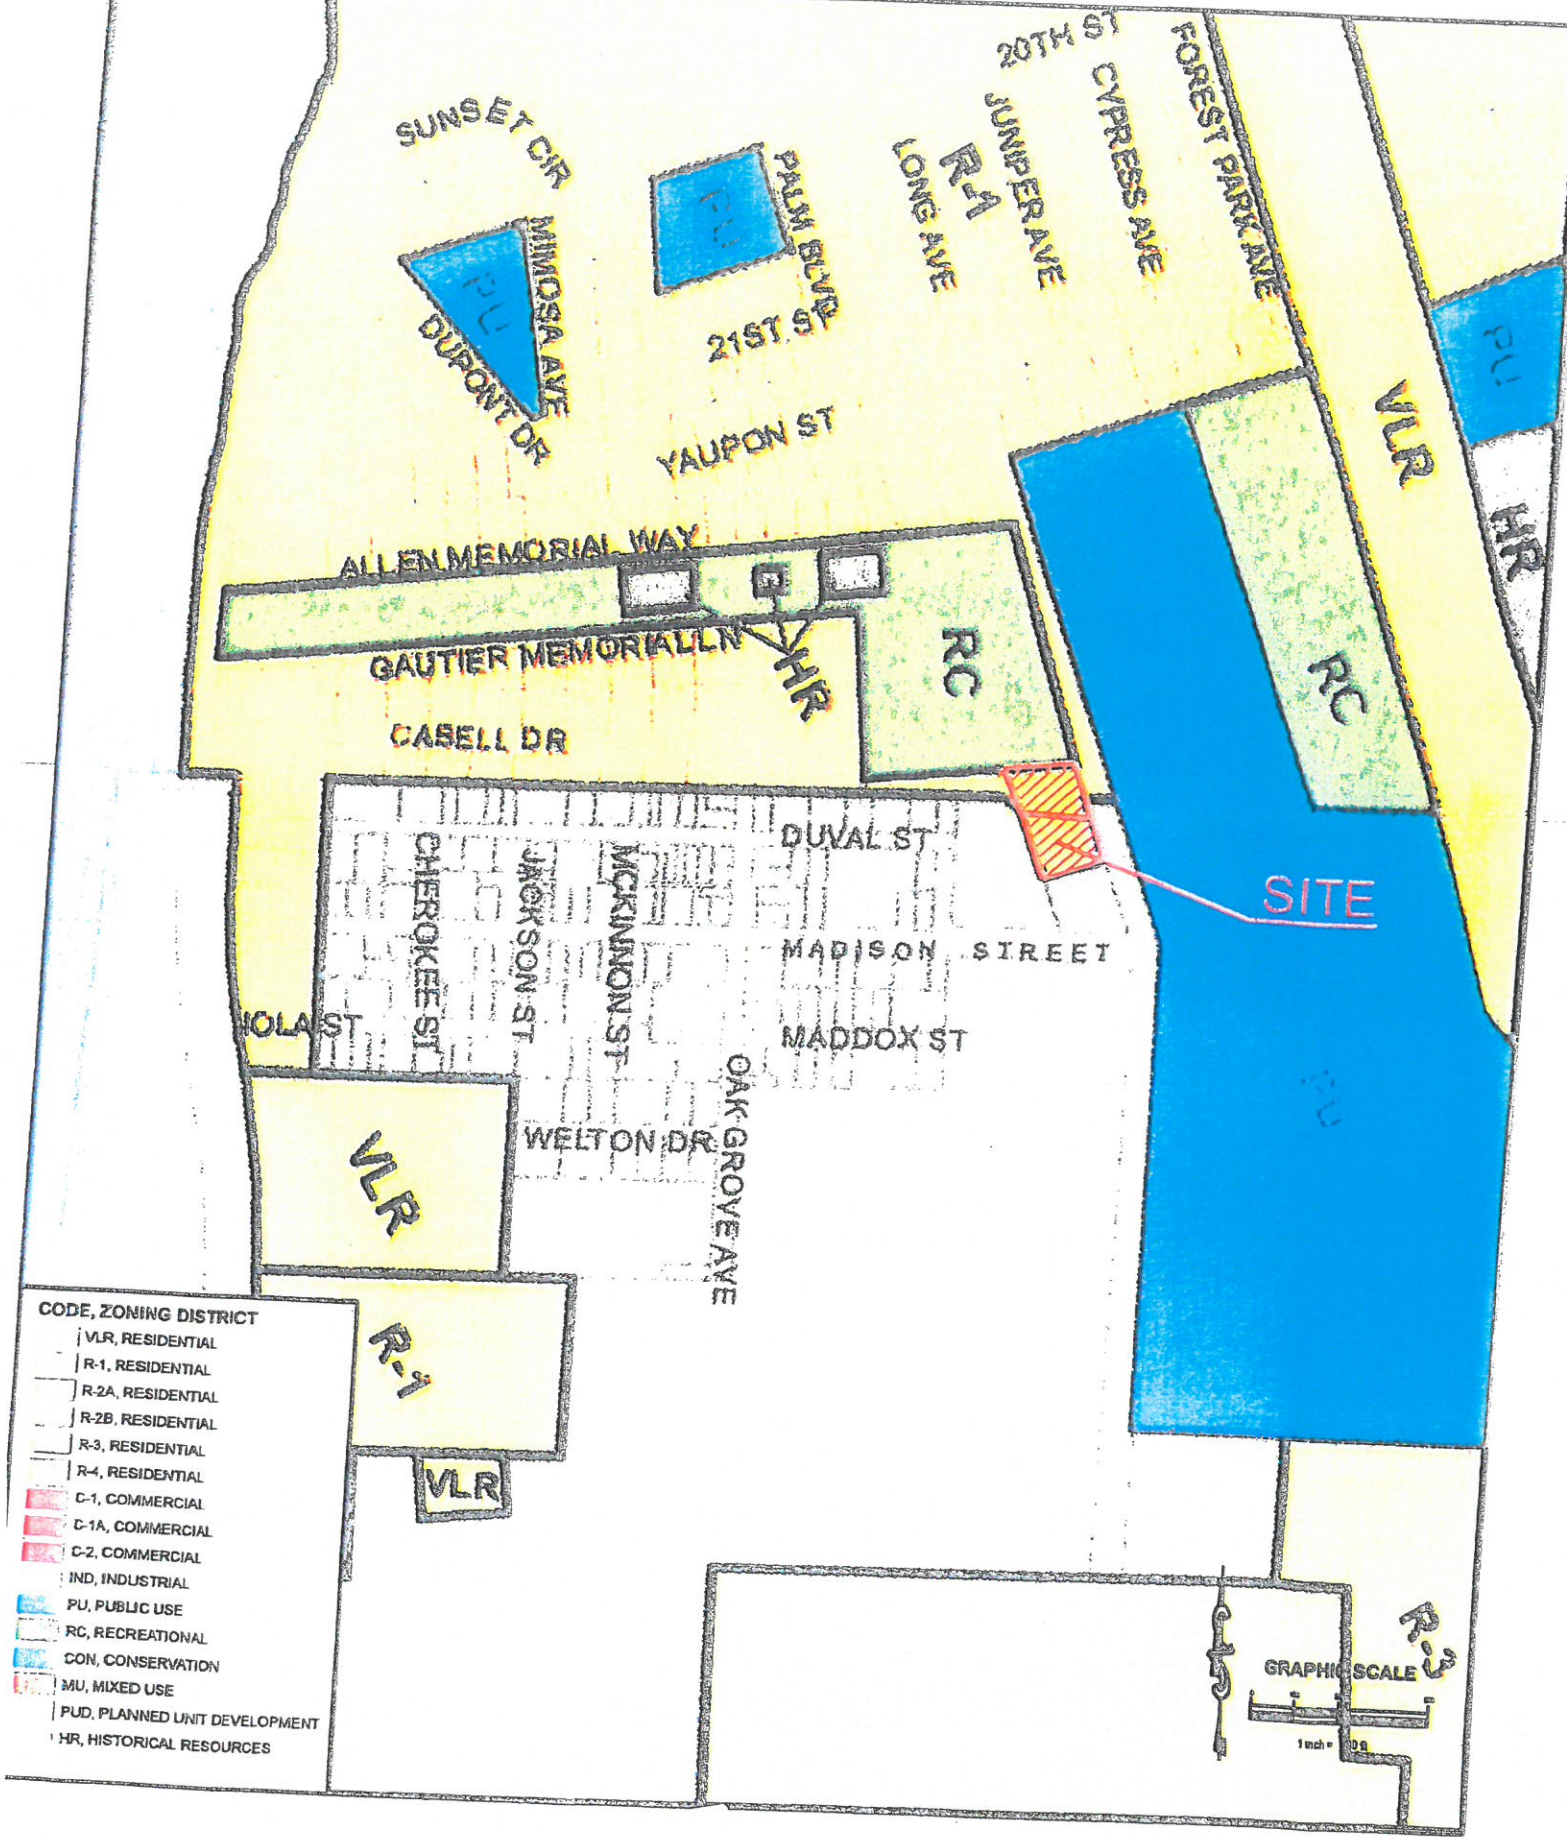 20TH ST
FOREST PARK AVE
CYPRESS AVE
JUNIPER AVE
R-1
LONG AVE
SUNSET CIR
PALM BLVD
PU
MIMOSA AVE
PU
DUPONT DR
21ST ST
PU
YAUPON ST
VLR
HR
ALLEN MEMORIAL WAY
GAUTIER MEMORIAL LN
HR
RC
RC
CABELL DR
DUVAL ST
CHEROKEE ST
JACKSON ST
MCKINNON ST
SITE
MADISON STREET
IOLA ST
MADDOX ST
PU
OAK GROVE AVE
WELTON DR
VLR
R-1
VLR
R-3
CODE, ZONING DISTRICT
VLR, RESIDENTIAL
R-1, RESIDENTIAL
R-2A, RESIDENTIAL
R-2B, RESIDENTIAL
R-3, RESIDENTIAL
R-4, RESIDENTIAL
C-1, COMMERCIAL
C-1A, COMMERCIAL
C-2, COMMERCIAL
IND, INDUSTRIAL
PU, PUBLIC USE
RC, RECREATIONAL
CON, CONSERVATION
MU, MIXED USE
PUD, PLANNED UNIT DEVELOPMENT
HR, HISTORICAL RESOURCES
GRAPHIC SCALE
1 inch =